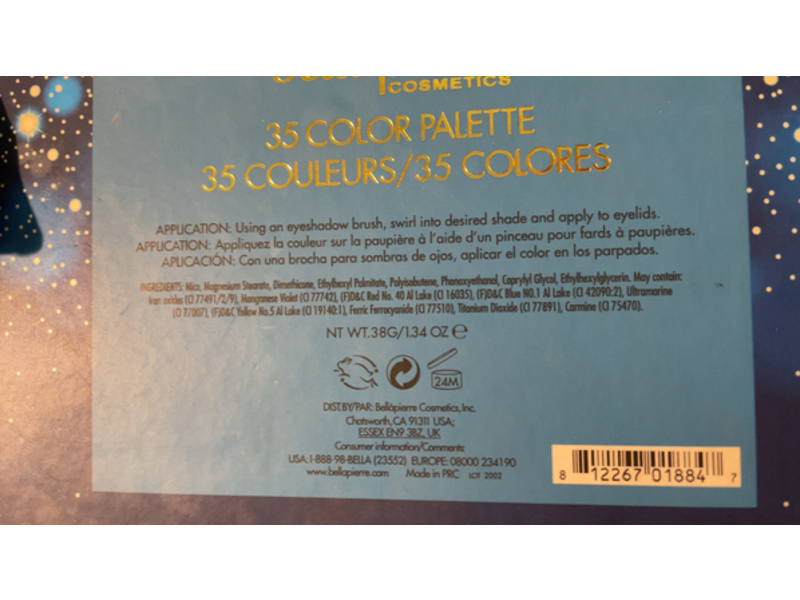 COSMETICS
35 COLOR PALETTE
35 COULEURS/35 COLORES
APPLICATION: Using an eyeshadow brush, swirl into desired shade and apply to eyelids.
APPLICATION: Appliquez la couleur sur la paupière à l'aide d'un pinceau pour fards à paupières.
APLICACIÓN: Con una brocha para sombras de ojos, aplicar el color en los parpados.
INGREDIENTS: Mica, Magnesium Stearate, Dimethicone, Ethylhexyl Palmitate, Polyisobutene, Phenoxyethanol, Caprylyl Glycol, Ethylhexylglycerin. May contain:
Iron oxides (CI 77491/2/9), Manganese Violet (CI 77742), (F)D&C Red No. 40 Al Lake (CI 16035), (F)D&C Blue NO.1 Al Lake (CI 42090:2), Ultramarine
(CI 77007), (F)D&C Yellow No.5 Al Lake (CI 19140:1), Ferric Ferrocyanide (CI 77510), Titanium Dioxide (CI 77891), Carmine (CI 75470).
NT WT.38G/1.34 OZ e
24M
DIST.BY/PAR: Bellápierre Cosmetics, Inc.
Chatsworth, CA 91311 USA;
ESSEX EN9 3BZ, UK
Consumer information/Comments:
USA:1-888-98-BELLA (23552) EUROPE: 08000 234190
www.bellapierre.com Made in PRC LOT 2002
8 12267 01884 7